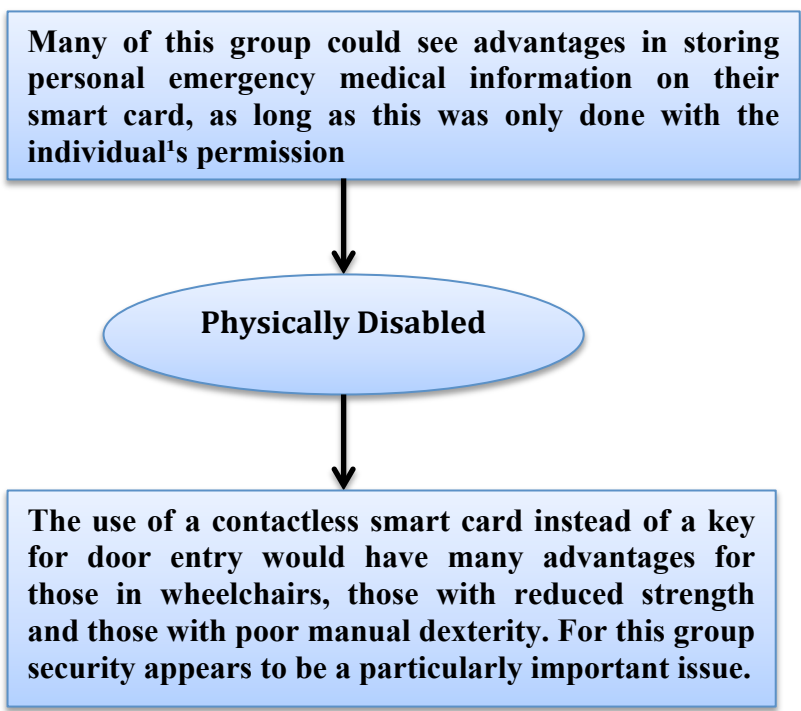 Many of this group could see advantages in storing
personal emergency medical information on their
smart card, as long as this was only done with the
individual¹s permission
Physically Disabled
The use of a contactless smart card instead of a key
for door entry would have many advantages for
those in wheelchairs, those with reduced strength
and those with poor manual dexterity. For this group
security appears to be a particularly important issue.